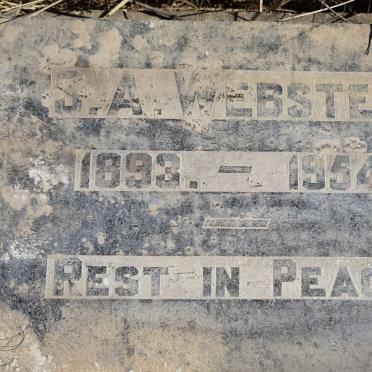 A. WEBSTE
1893. - 1954
REST IN PEAC